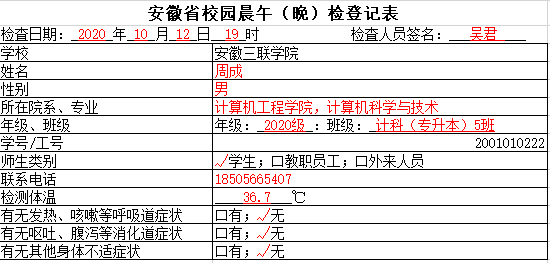 安徽省校园晨午（晚）检登记表
检查日期：2020 年 10 月 12 日 19 时 检查人员签名： 吴君
学校 安徽三联学院
姓名 周成
性别 男
所在院系、专业 计算机工程学院，计算机科学与技术
年级、班级 年级：2020级 ：班级：计科（专升本）5班
学号/工号 2001010222
师生类别 √学生；口教职员工；口外来人员
联系电话 18505665407
检测体温 36.7 ℃
有无发热、咳嗽等呼吸道症状 口有；√无
有无呕吐、腹泻等消化道症状 口有；√无
有无其他身体不适症状 口有；√无